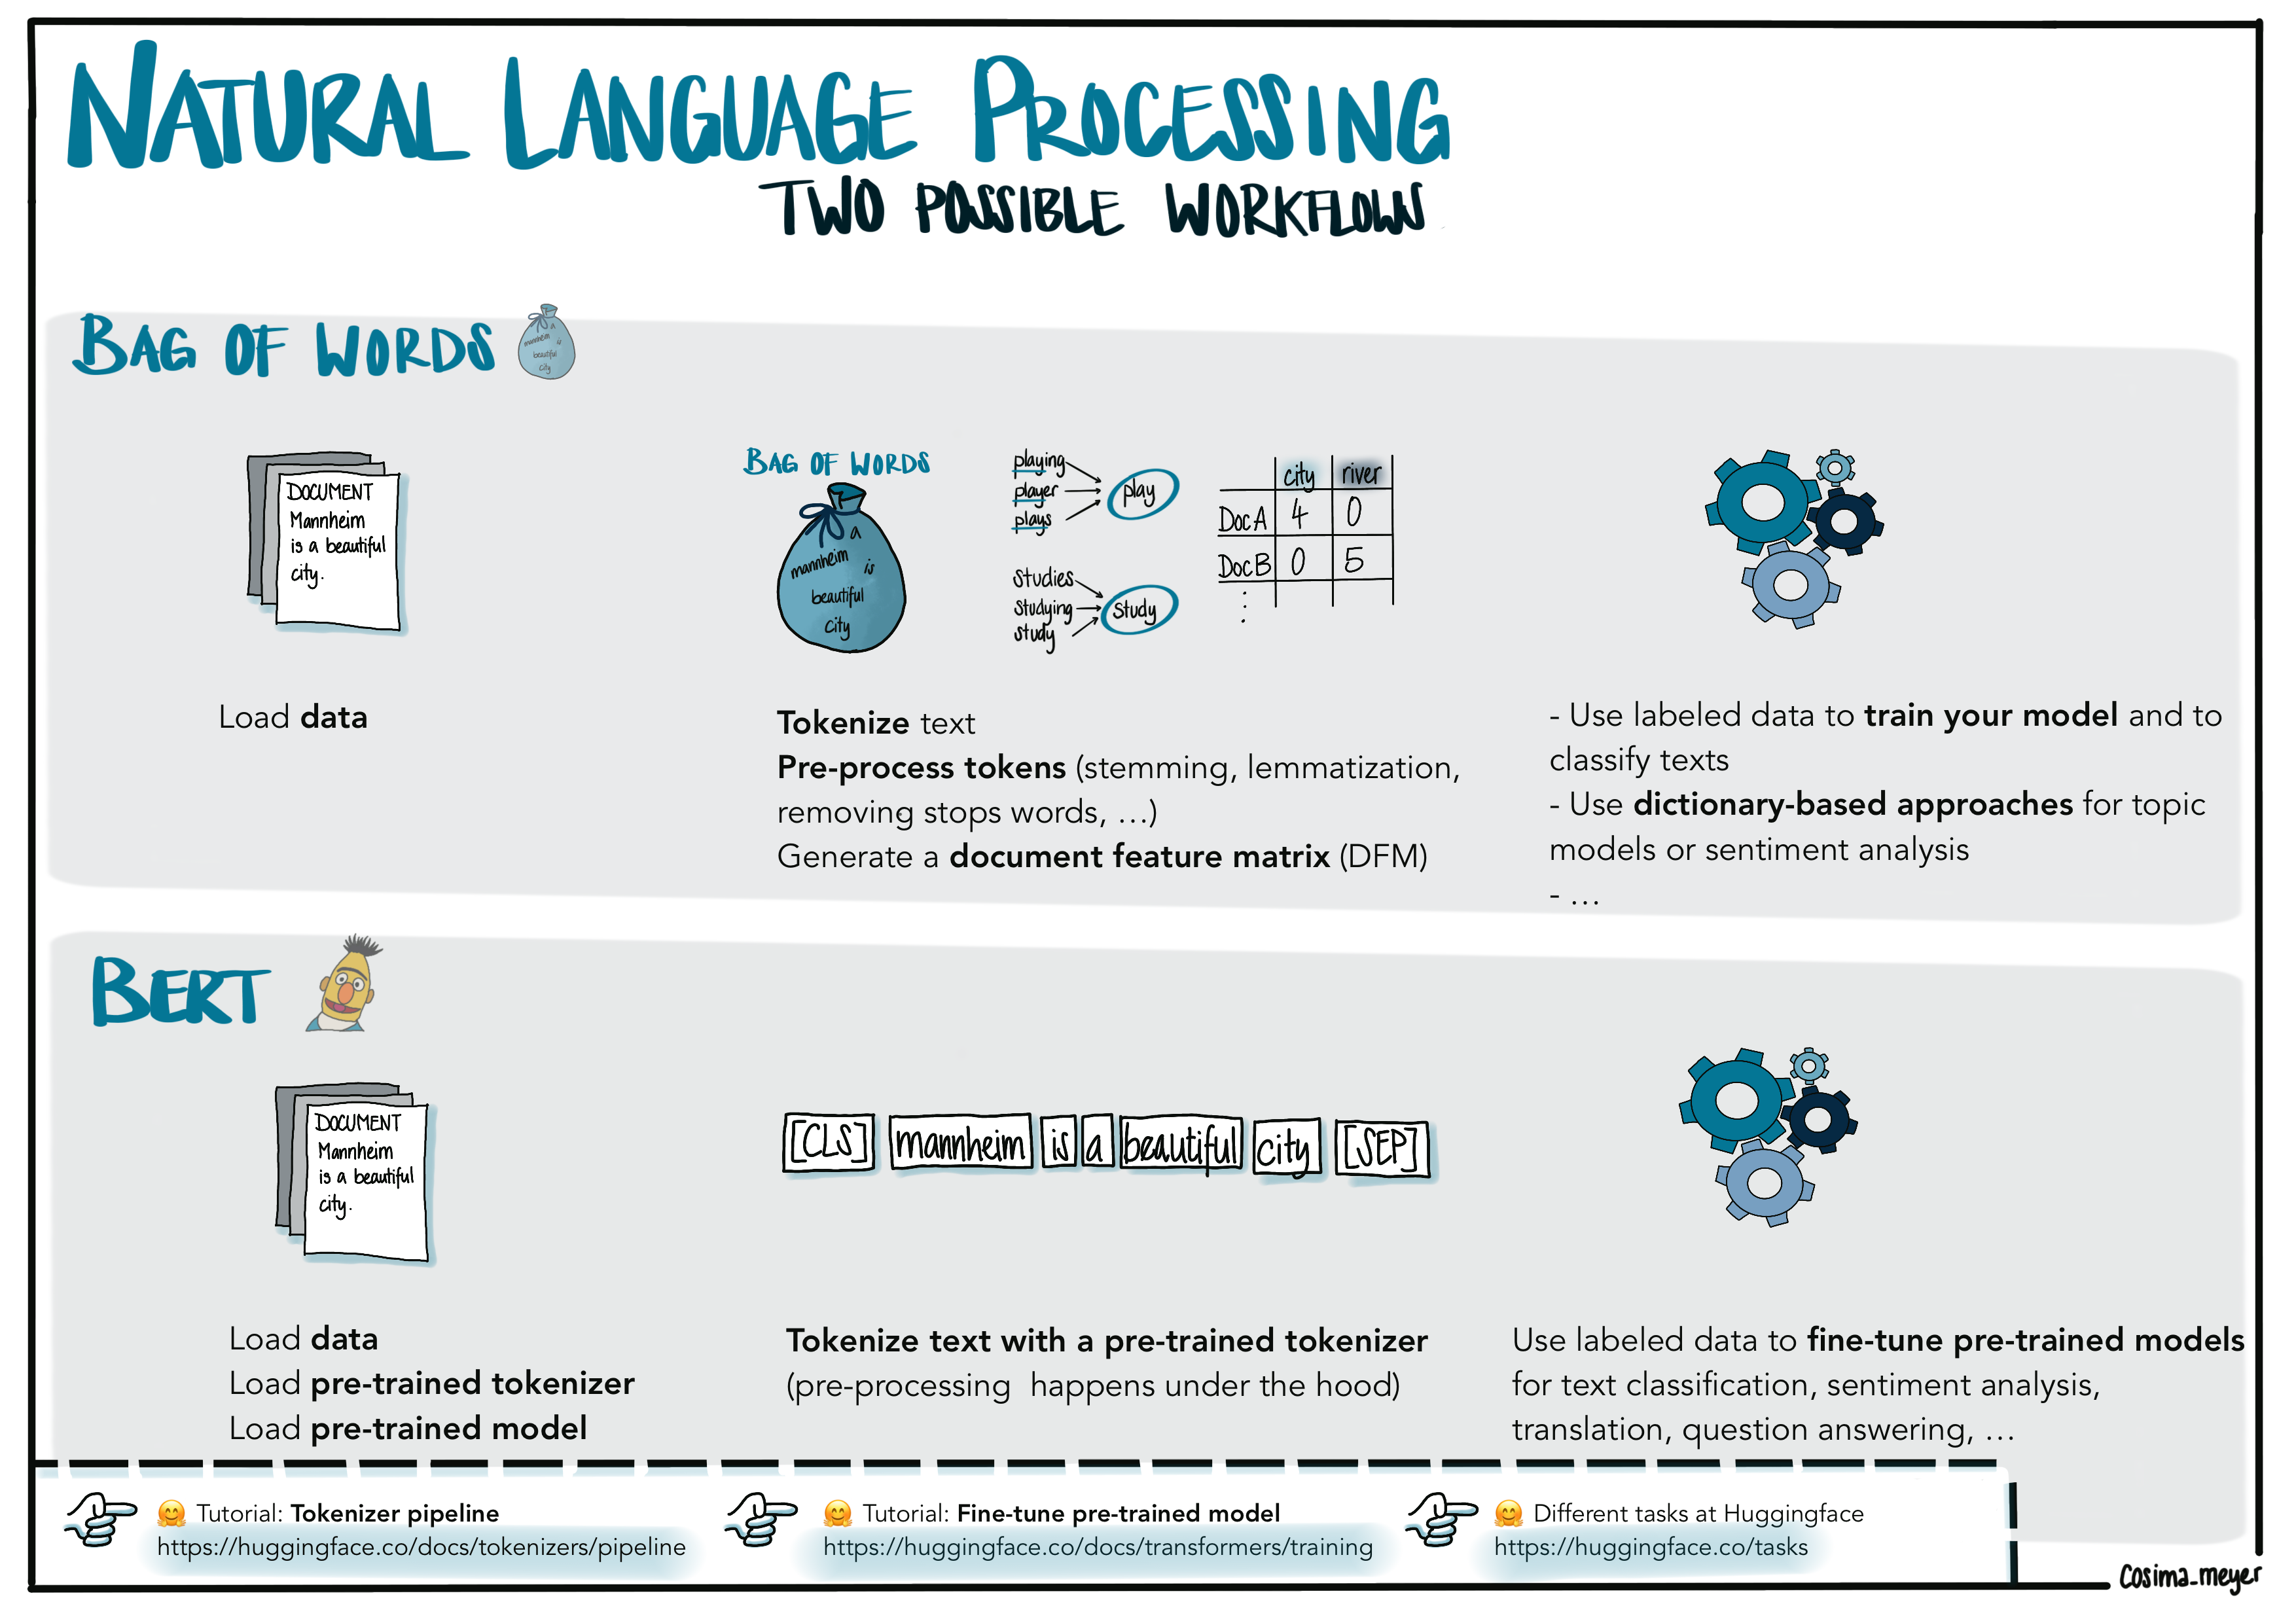 NATURAL LANGUAGE PROCESSING
TWO POSSIBLE WORKFLOWS
BAG OF WORDS
a
mannheim is
beautiful
city
DOCUMENT
Mannheim
is a beautiful
city.
BAG OF WORDS
a
mannheim is
beautiful
city
playing
player
plays
play
studies
studying
study
study
city river
DocA 4 0
DocB 0 5
⋮
Load data
Tokenize text
Pre-process tokens (stemming, lemmatization,
removing stops words, …)
Generate a document feature matrix (DFM)
- Use labeled data to train your model and to
classify texts
- Use dictionary-based approaches for topic
models or sentiment analysis
- …
BERT
DOCUMENT
Mannheim
is a beautiful
city.
[CLS] mannheim is a beautiful city [SEP]
Load data
Load pre-trained tokenizer
Load pre-trained model
Tokenize text with a pre-trained tokenizer
(pre-processing happens under the hood)
Use labeled data to fine-tune pre-trained models
for text classification, sentiment analysis,
translation, question answering, …
🤗 Tutorial: Tokenizer pipeline
https://huggingface.co/docs/tokenizers/pipeline
🤗 Tutorial: Fine-tune pre-trained model
https://huggingface.co/docs/transformers/training
🤗 Different tasks at Huggingface
https://huggingface.co/tasks
cosima_meyer